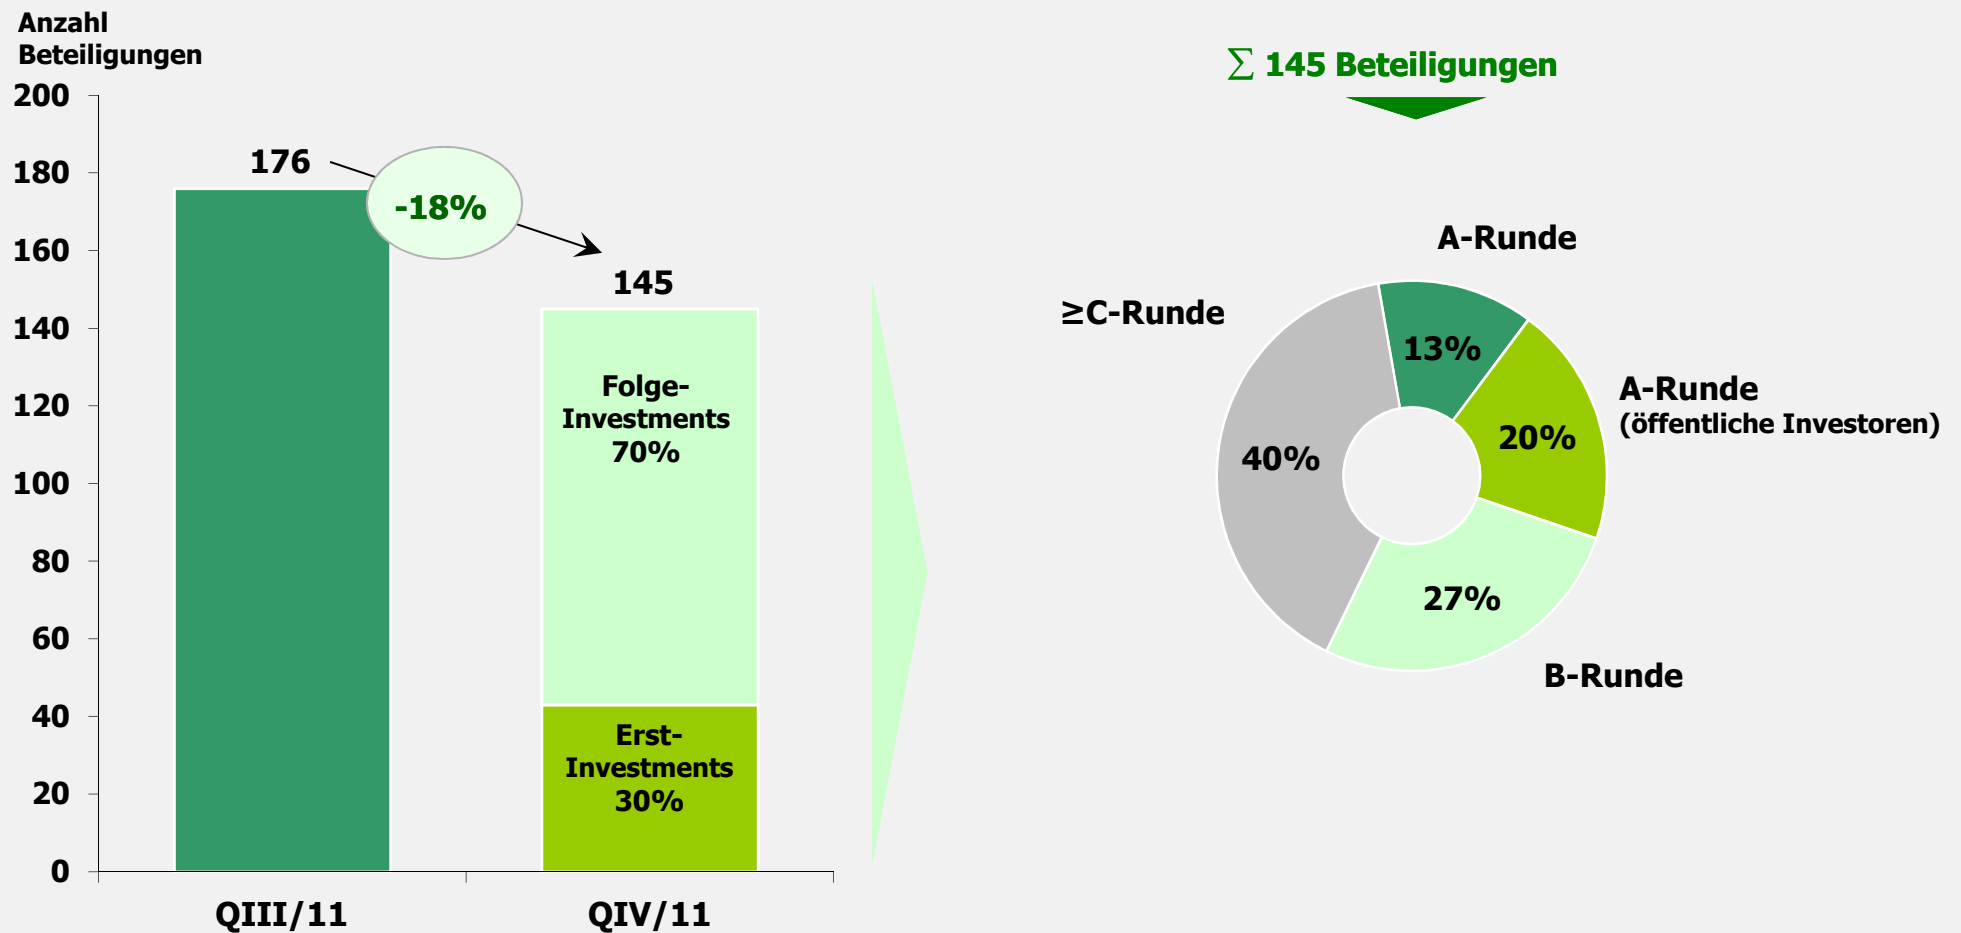 Anzahl
Beteiligungen
200
180
160
140
120
100
80
60
40
20
0
176
-18%
145
Folge-
Investments
70%
Erst-
Investments
30%
QIII/11
QIV/11
∑ 145 Beteiligungen
A-Runde
≥C-Runde
13%
A-Runde
(öffentliche Investoren)
20%
40%
27%
B-Runde